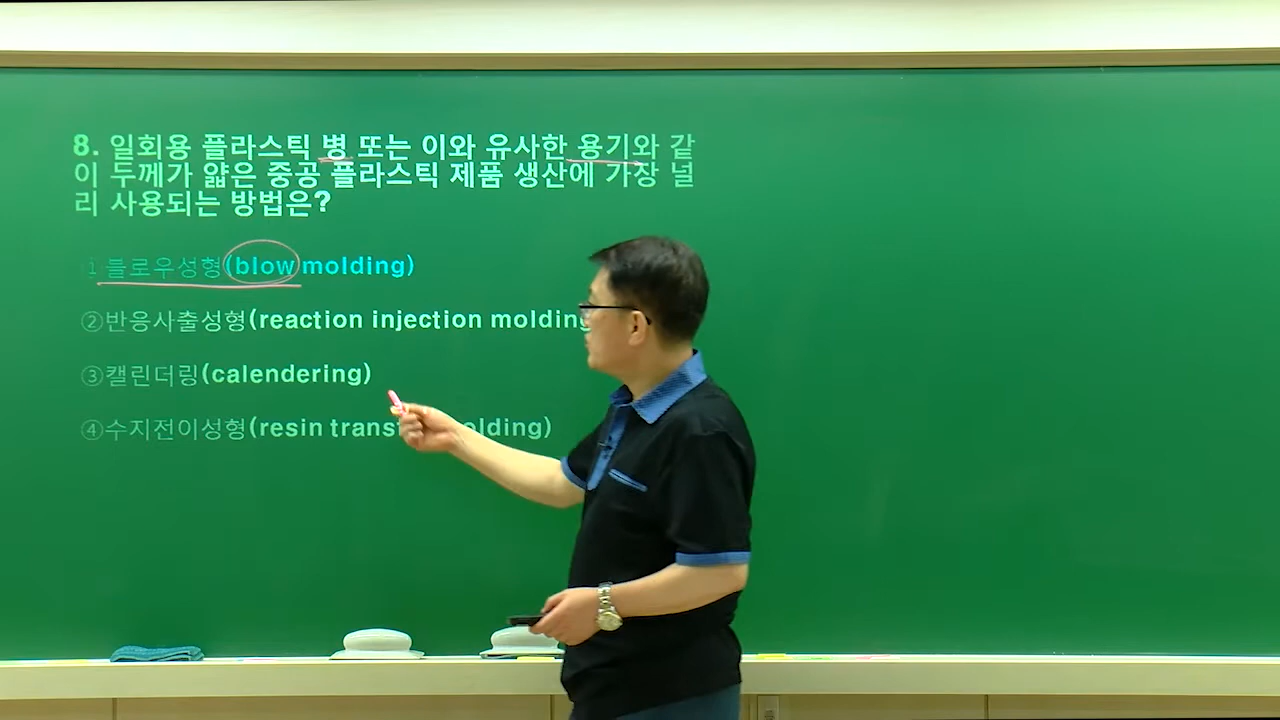 8. 일회용 플라스틱 병 또는 이와 유사한 용기와 같
이 두께가 얇은 중공 플라스틱 제품 생산에 가장 널
리 사용되는 방법은?
① 블로우성형(blow molding)
②반응사출성형(reaction injection molding
③캘린더링(calendering)
④수지전이성형(resin trans olding)